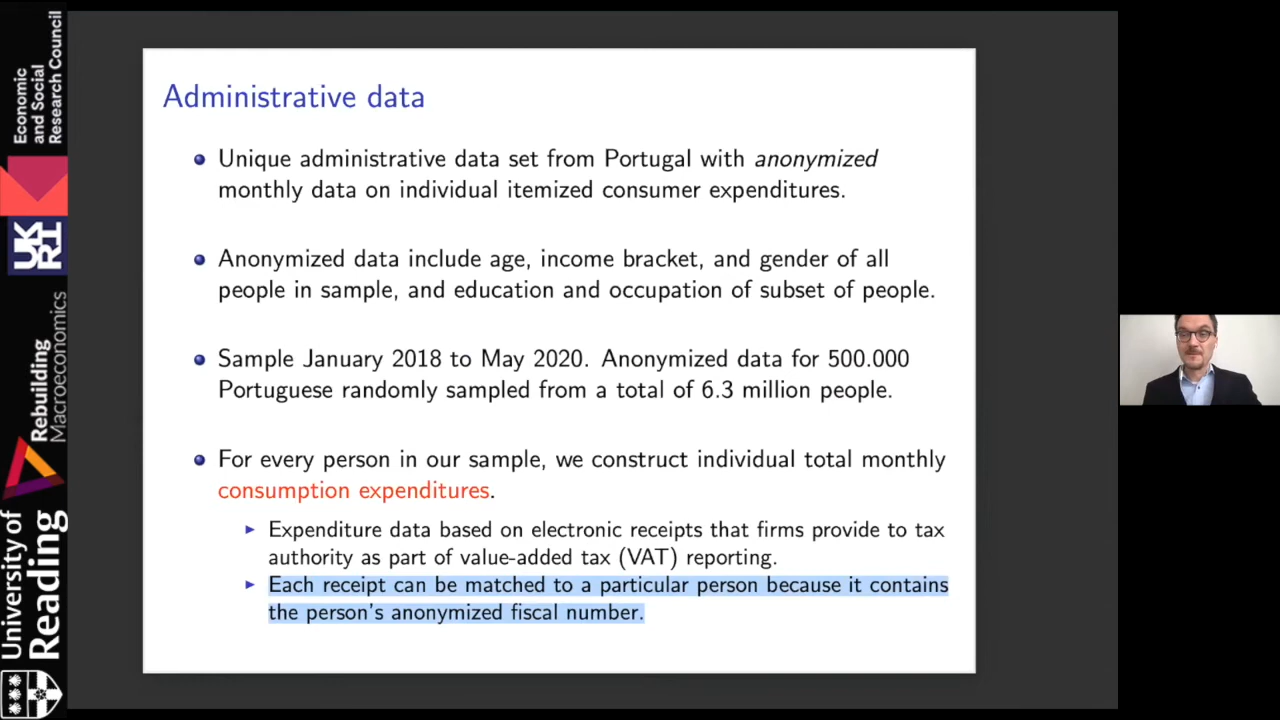 Administrative data
Unique administrative data set from Portugal with anonymized
monthly data on individual itemized consumer expenditures.
Anonymized data include age, income bracket, and gender of all
people in sample, and education and occupation of subset of people.
Sample January 2018 to May 2020. Anonymized data for 500.000
Portuguese randomly sampled from a total of 6.3 million people.
For every person in our sample, we construct individual total monthly
consumption expenditures.
Expenditure data based on electronic receipts that firms provide to tax
authority as part of value-added tax (VAT) reporting.
Each receipt can be matched to a particular person because it contains
the person's anonymized fiscal number.
Economic
and Social
Research Council
UK
RI
Rebuilding
Macroeconomics
University of
Reading